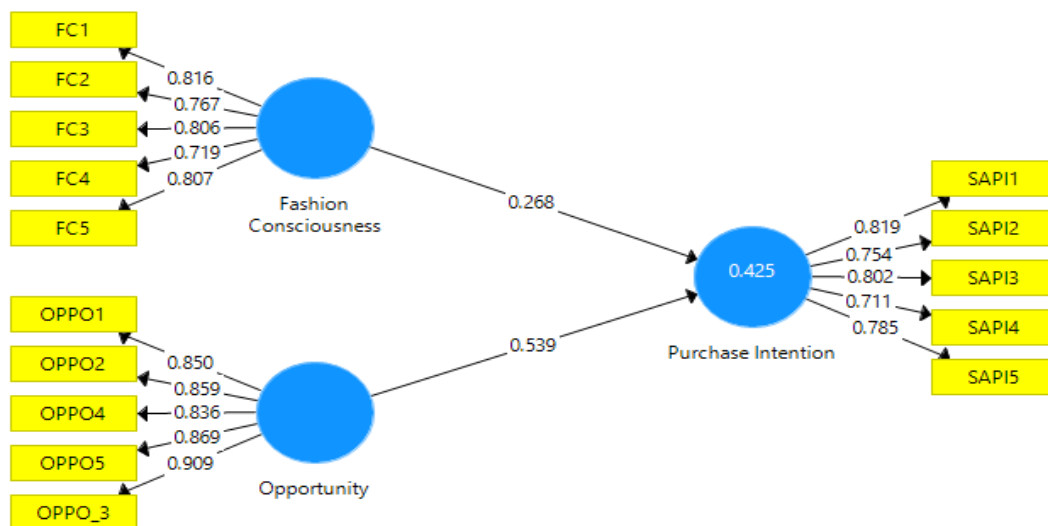 FC1
FC2
FC3
FC4
FC5
0.816
0.767
0.806
0.719
0.807
Fashion
Consciousness
OPPO1
OPPO2
OPPO4
OPPO5
OPPO_3
0.850
0.859
0.836
0.869
0.909
Opportunity
0.268
0.539
0.425
Purchase Intention
0.819
0.754
0.802
0.711
0.785
SAPI1
SAPI2
SAPI3
SAPI4
SAPI5